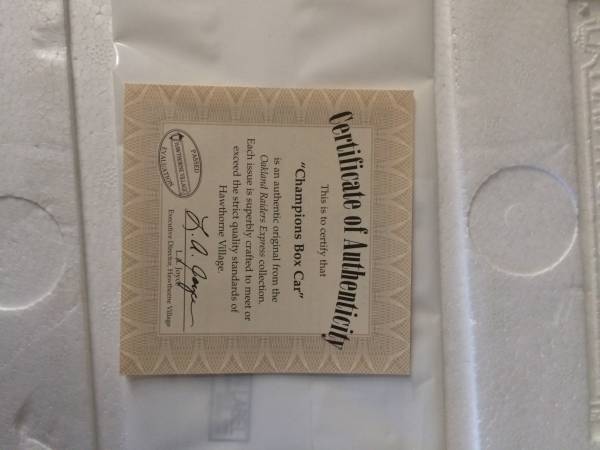 Certificate of Authenticity
This is to certify that
"Champions Box Car"
is an authentic original from the
Oakland Raiders Express collection.
Each issue is superbly crafted to meet or
exceed the strict quality standards of
Hawthorne Village.
PASSED
HAWTHORNE VILLAGE
EVALUATION
L.A. Joyce
Executive Director, Hawthorne Village